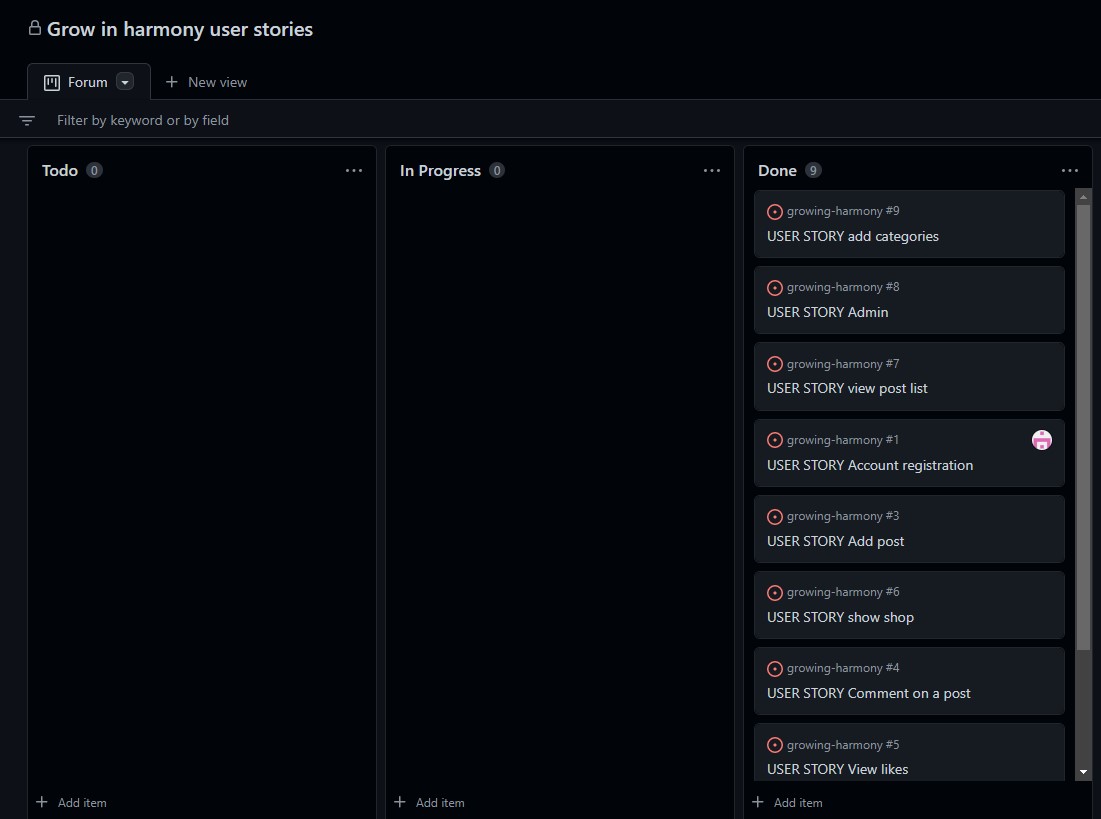 Grow in harmony user stories
Forum
New view
Filter by keyword or by field
Todo 0
In Progress 0
Done 9
growing-harmony #9
USER STORY add categories
growing-harmony #8
USER STORY Admin
growing-harmony #7
USER STORY view post list
growing-harmony #1
USER STORY Account registration
growing-harmony #3
USER STORY Add post
growing-harmony #6
USER STORY show shop
growing-harmony #4
USER STORY Comment on a post
growing-harmony #5
USER STORY View likes
Add item
Add item
Add item